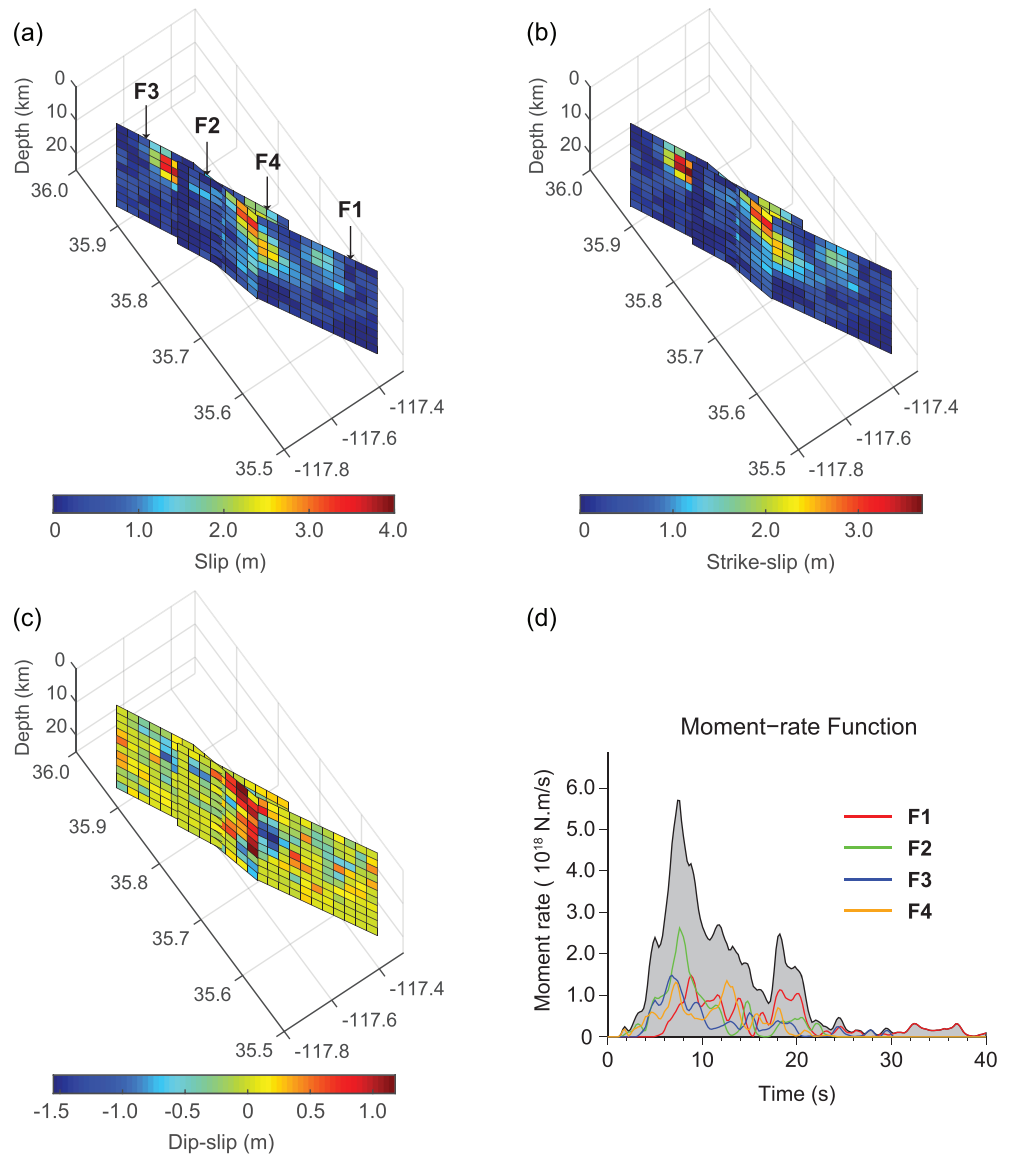 (a)
F3
F2
F4
F1
Depth (km)
0
10
20
36.0
35.9
35.8
35.7
35.6
35.5
-117.8
-117.6
-117.4
0 1.0 2.0 3.0 4.0
Slip (m)
(b)
Depth (km)
0
10
20
36.0
35.9
35.8
35.7
35.6
35.5
-117.8
-117.6
-117.4
0 1.0 2.0 3.0
Strike-slip (m)
(c)
Depth (km)
0
10
20
36.0
35.9
35.8
35.7
35.6
35.5
-117.8
-117.6
-117.4
-1.5 -1.0 -0.5 0 0.5 1.0
Dip-slip (m)
(d)
Moment−rate Function
Moment rate ( 10¹⁸ N.m/s)
6.0
5.0
4.0
3.0
2.0
1.0
0
F1
F2
F3
F4
0 10 20 30 40
Time (s)